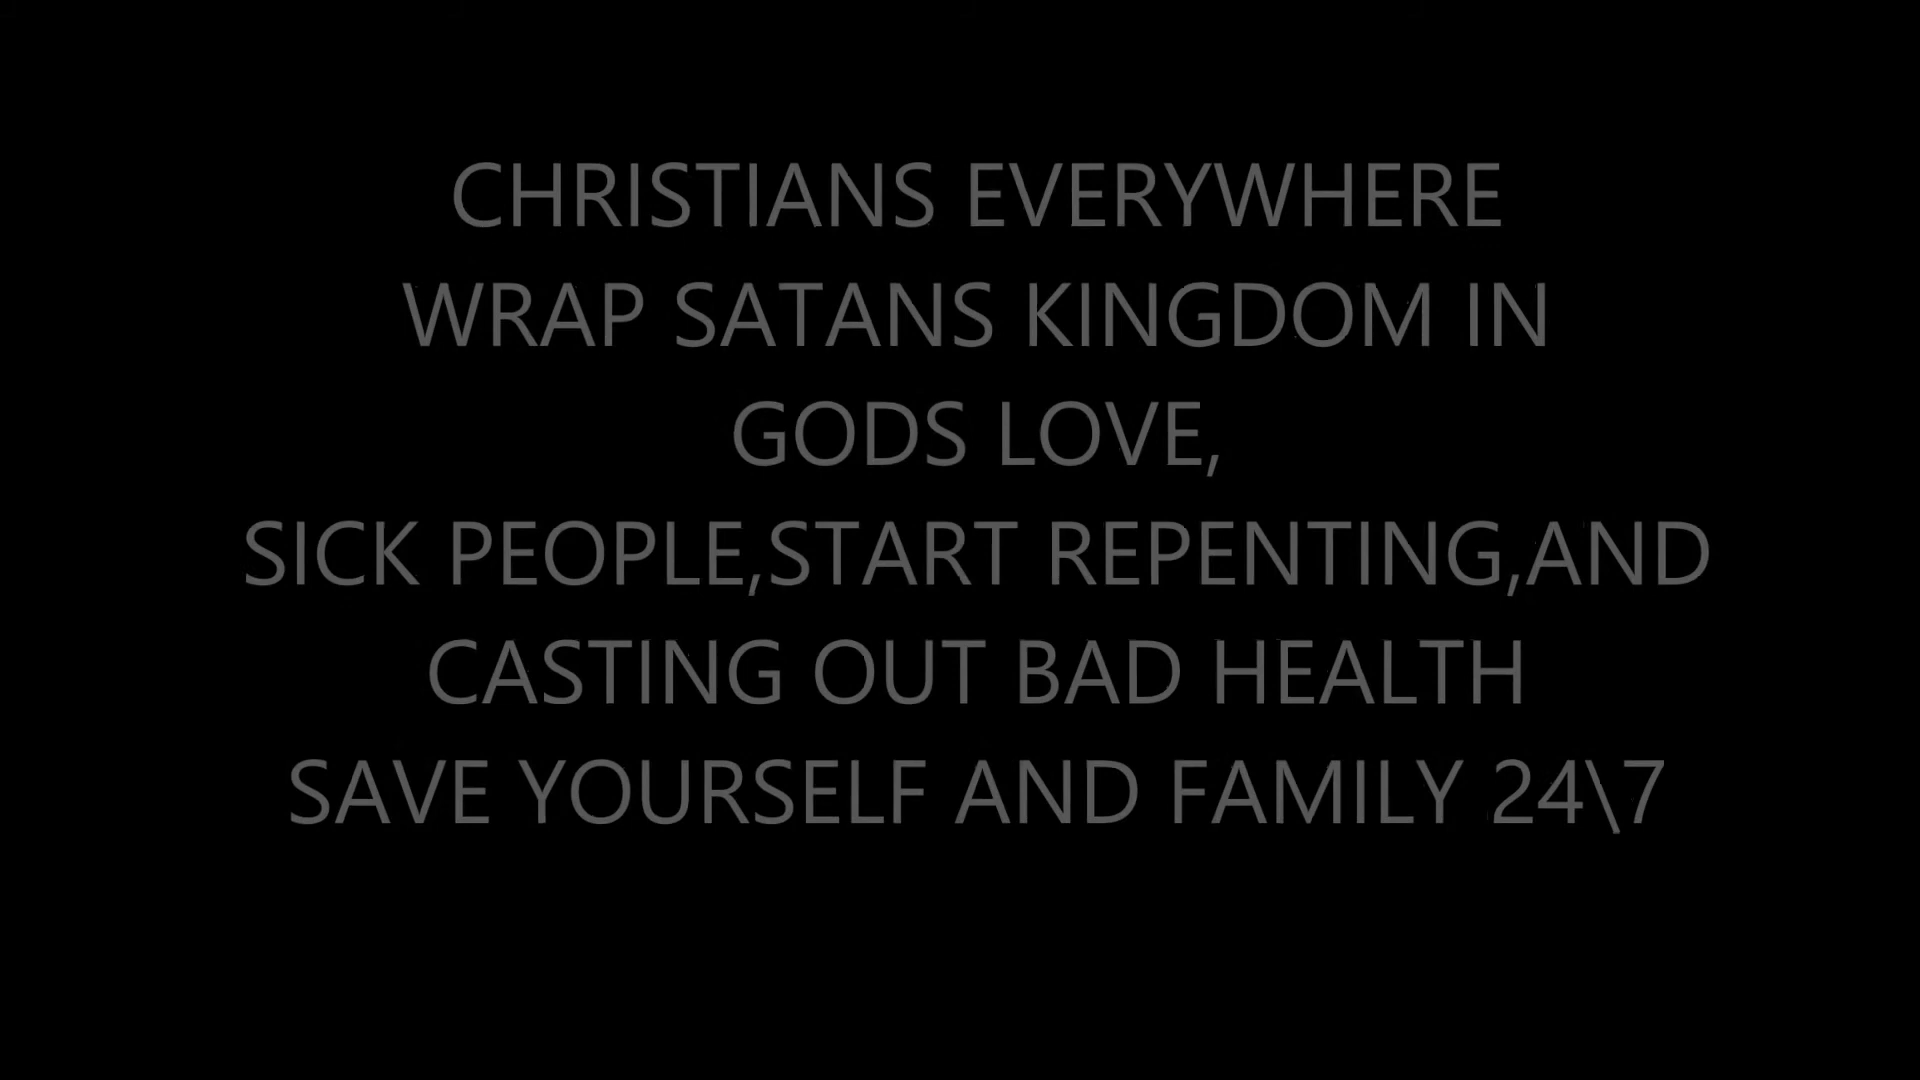 CHRISTIANS EVERYWHERE
WRAP SATANS KINGDOM IN
GODS LOVE,
SICK PEOPLE,START REPENTING,AND
CASTING OUT BAD HEALTH
SAVE YOURSELF AND FAMILY 24\7